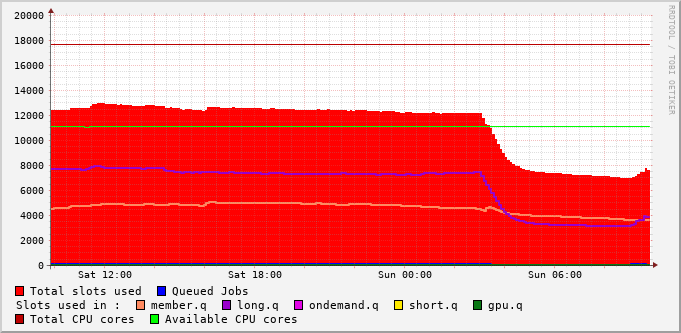 RRDTOOL / TOBI OETIKER
20000
18000
16000
14000
12000
10000
8000
6000
4000
2000
0
Sat 12:00 Sat 18:00 Sun 00:00 Sun 06:00
Total slots used Queued Jobs
Slots used in : member.q long.q ondemand.q short.q gpu.q
Total CPU cores Available CPU cores